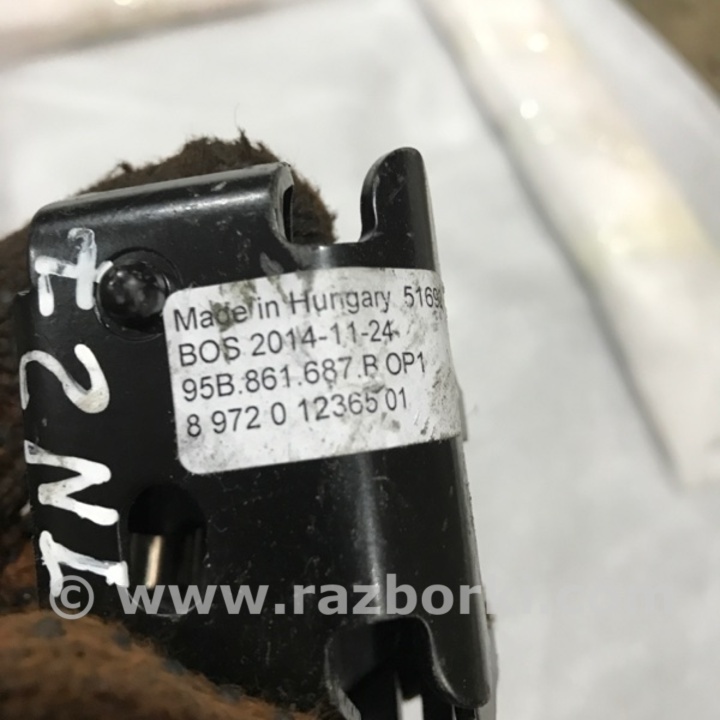 Made in Hungary 5169
BOS 2014-11-24
95B.861.687.B OP1
8 972 0 12365 01
© www.razbor